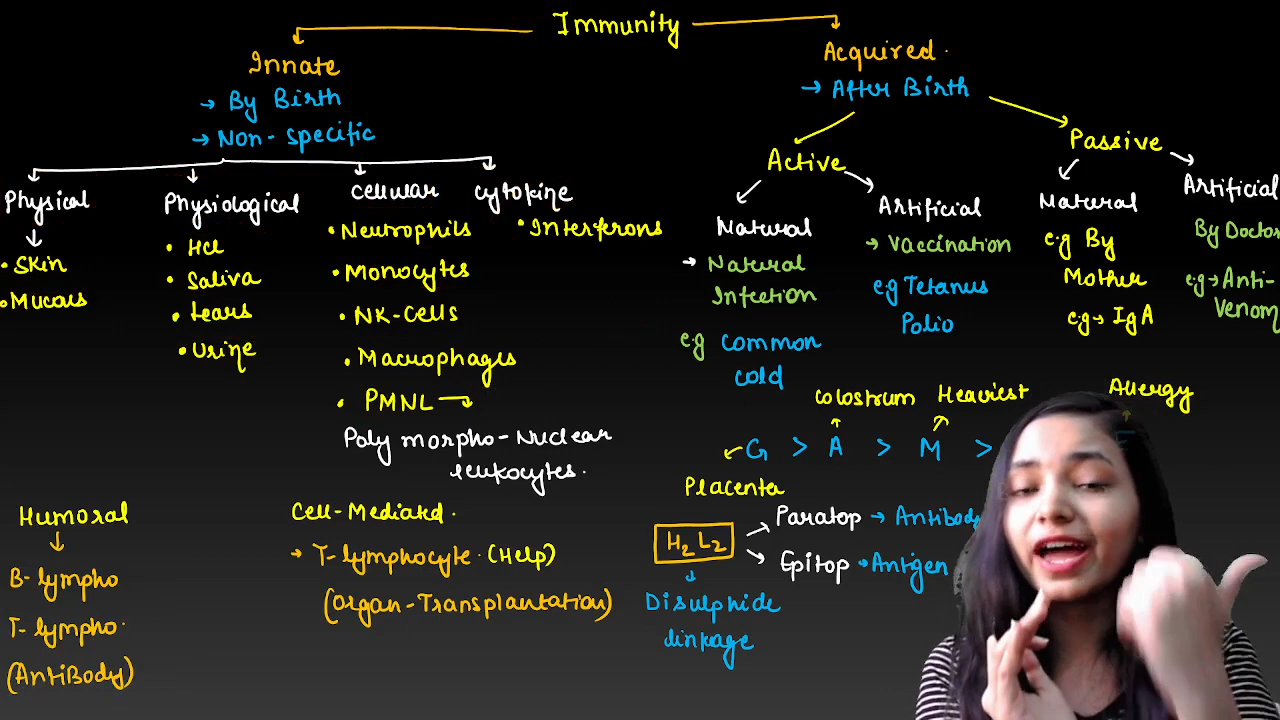 Immunity
Innate
→ By Birth
→ Non-specific
Physical
• Skin
• Mucous
Physiological
• Hcl
• Saliva
• tears
• Urine
Cellular
• Neutrophils
• Monocytes
• NK-Cells
• Macrophages
• PMNL →
Poly morpho-Nuclear
leukocytes.
Cytokine
• Interferons
Acquired.
→ After Birth
Active
Natural
→ Natural
Infection
e.g common
cold
Artificial
→ Vaccination
e.g Tetanus
Polio
Passive
Natural
e.g By
Mother
e.g → IgA
Artificial
By Doctor
e.g → Anti-
Venom
Colostrum Heaviest Allergy
G > A > M >
Placenta
H2L2
Paratop → Antibody
Epitop → Antigen
Disulphide
linkage
Humoral
B-lympho
T-lympho.
(AntiBody)
Cell-Mediated.
→ T-lymphocyte. (Help)
(Organ-Transplantation)